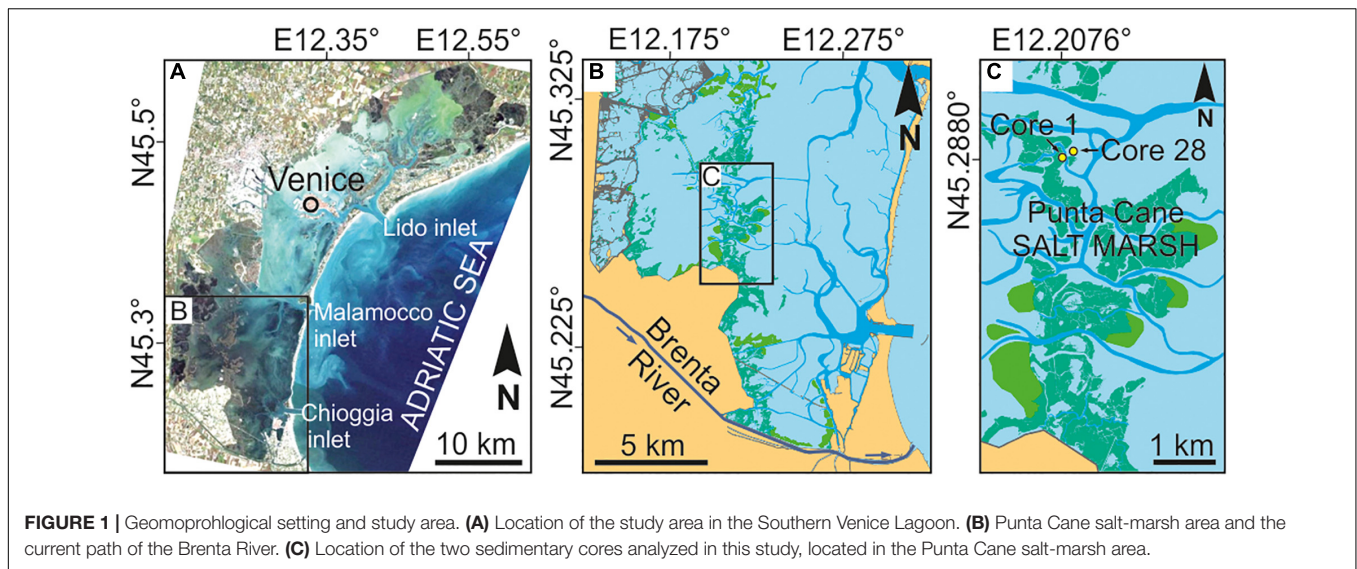 E12.35° E12.55°
A
N45.5°
Venice
Lido inlet
ADRIATIC SEA
B
Malamocco
inlet
N45.3°
Chioggia
inlet
N
10 km
E12.175° E12.275°
B
N45.325°
N
C
N45.225°
Brenta
River
5 km
E12.2076°
C
N
Core 1
Core 28
N45.2880°
Punta Cane
SALT MARSH
1 km
FIGURE 1 | Geomoprohlogical setting and study area. (A) Location of the study area in the Southern Venice Lagoon. (B) Punta Cane salt-marsh area and the
current path of the Brenta River. (C) Location of the two sedimentary cores analyzed in this study, located in the Punta Cane salt-marsh area.